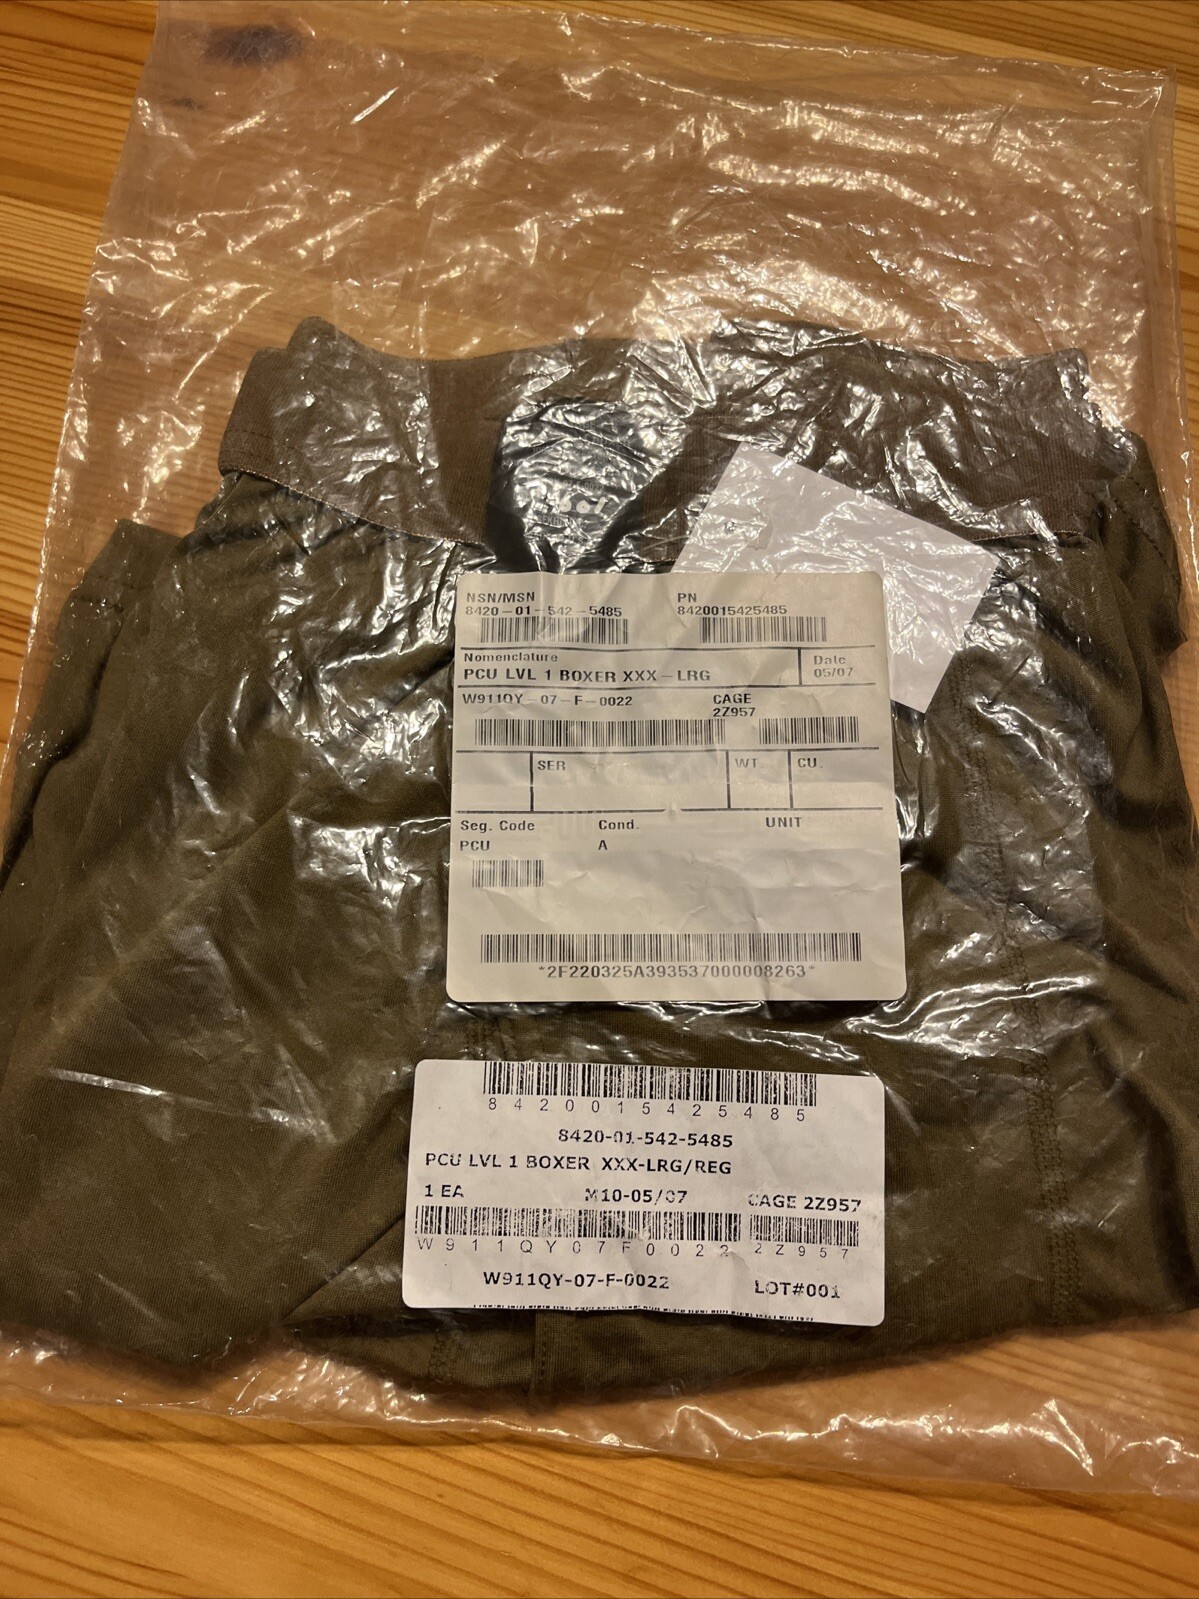 NSN/MSN PN
8420-01-542-5485 8420015425485
Nomenclature Date
PCU LVL 1 BOXER XXX-LRG 05/07
W911QY-07-F-0022 CAGE
2Z957
SER WT. CU.
Seg. Code Cond. UNIT
PCU A
*2F220325A393537000008263*
8420015425485
8420-01-542-5485
PCU LVL 1 BOXER XXX-LRG/REG
1 EA M10-05/07 CAGE 2Z957
W911QY07F0022 2Z957
W911QY-07-F-0022 LOT#001